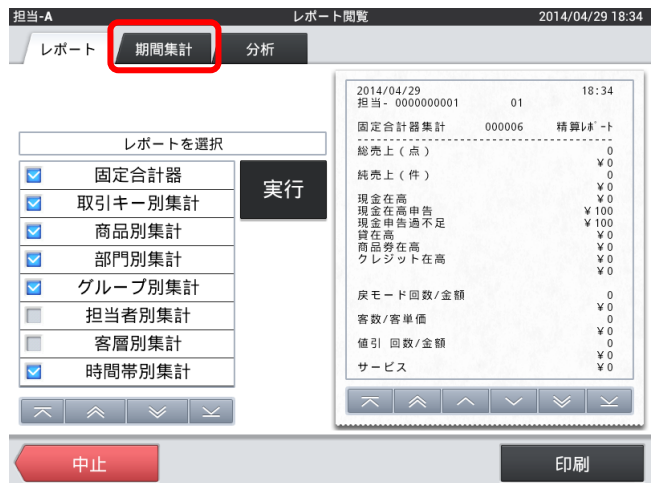 担当-A レポート閲覧 2014/04/29 18:34
レポート 期間集計 分析
レポートを選択
固定合計器
取引キー別集計
商品別集計
部門別集計
グループ別集計
担当者別集計
客層別集計
時間帯別集計
実行
2014/04/29 18:34
担当- 0000000001 01
固定合計器集計 000006 精算ﾚﾎﾟｰﾄ
--------------------------------
総売上(点) 0
¥0
純売上(件) 0
¥0
現金在高 ¥0
現金在高申告 ¥100
現金申告過不足 ¥100
貸在高 ¥0
商品券在高 ¥0
クレジット在高 0
¥0
戻モード回数/金額 0
¥0
客数/客単価 0
¥0
値引 回数/金額 0
¥0
サービス ¥0
中止 印刷